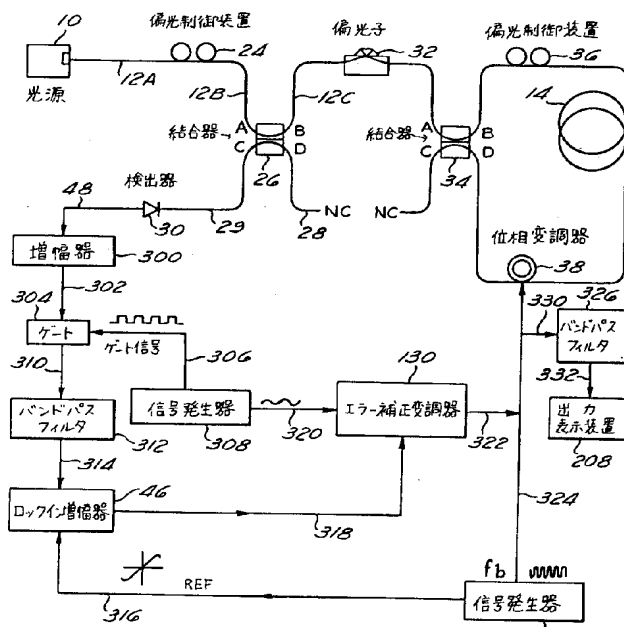 10
光源
12A
偏光制御装置
24
12B
12C
偏光子
32
偏光制御装置
36
14
A
B
結合器
C
D
26
A
B
結合器
C
D
34
NC
28
NC
48
検出器
30
29
位相変調器
38
増幅器
300
302
304
ゲート
ゲート信号
306
310
信号発生器
308
320
130
エラー補正変調器
322
330
326
バンドパス
フィルタ
332
出力
表示装置
208
バンドパス
フィルタ
312
314
46
ロックイン増幅器
318
324
316
REF
fb
信号発生器